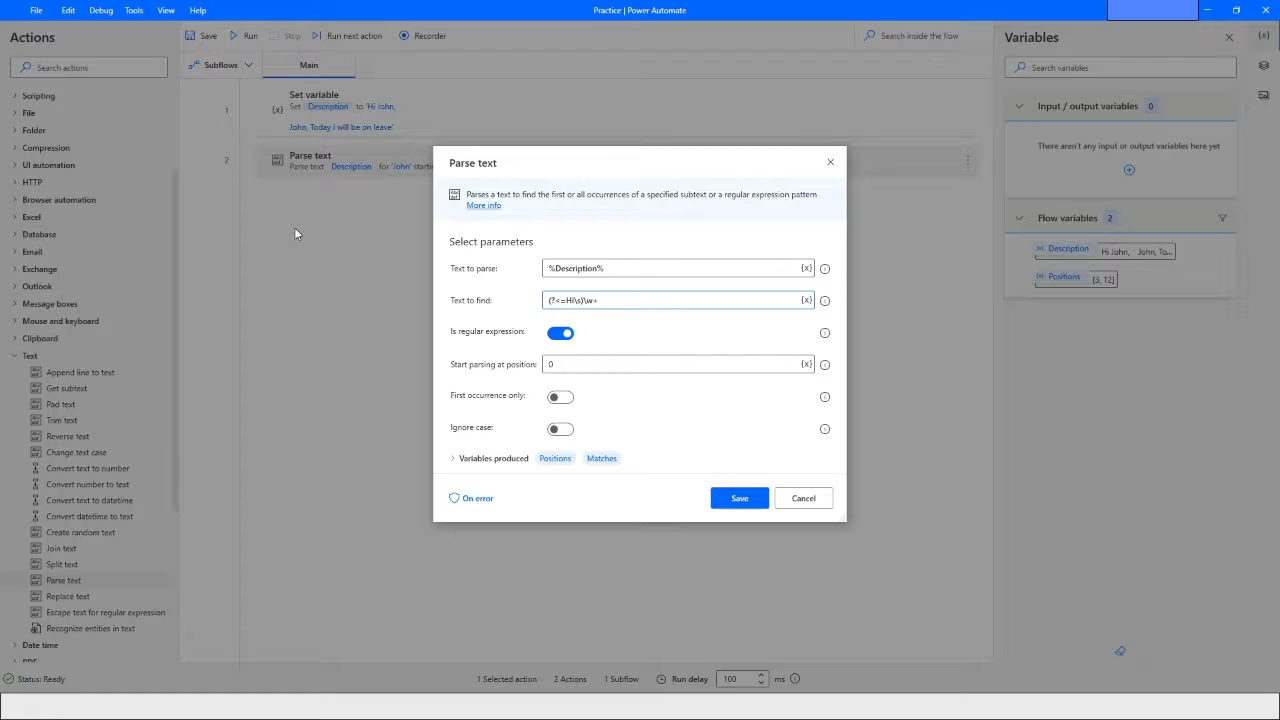 File Edit Debug Tools View Help
Practice | Power Automate
Actions
Search actions
Scripting
File
Folder
Compression
UI automation
HTTP
Browser automation
Excel
Database
Email
Exchange
Outlook
Message boxes
Mouse and keyboard
Clipboard
Text
Append line to text
Get subtext
Pad text
Trim text
Reverse text
Change text case
Convert text to number
Convert number to text
Convert text to datetime
Convert datetime to text
Create random text
Join text
Split text
Parse text
Replace text
Escape text for regular expression
Recognize entities in text
Date time
PDF
Save Run Stop Run next action Recorder
Search inside the flow
Subflows Main
1
{x}
Set variable
Set Description to 'Hi John,
John, Today i will be on leave'
2
Parse text
Parse text Description for 'John'
Parse text
Parses a text to find the first or all occurrences of a specified subtext or a regular expression pattern
More info
Select parameters
Text to parse: %Description% {x}
Text to find: (?<=Hi\s)\w+ {x}
Is regular expression:
Start parsing at position: 0 {x}
First occurrence only:
Ignore case:
Variables produced Positions Matches
On error
Save Cancel
Variables
{x}
Search variables
Input / output variables 0
There aren't any input or output variables here yet
Flow variables 2
Description Hi John, John, To...
Positions [3, 12]
Status: Ready
1 Selected action 2 Actions 1 Subflow Run delay 100 ms